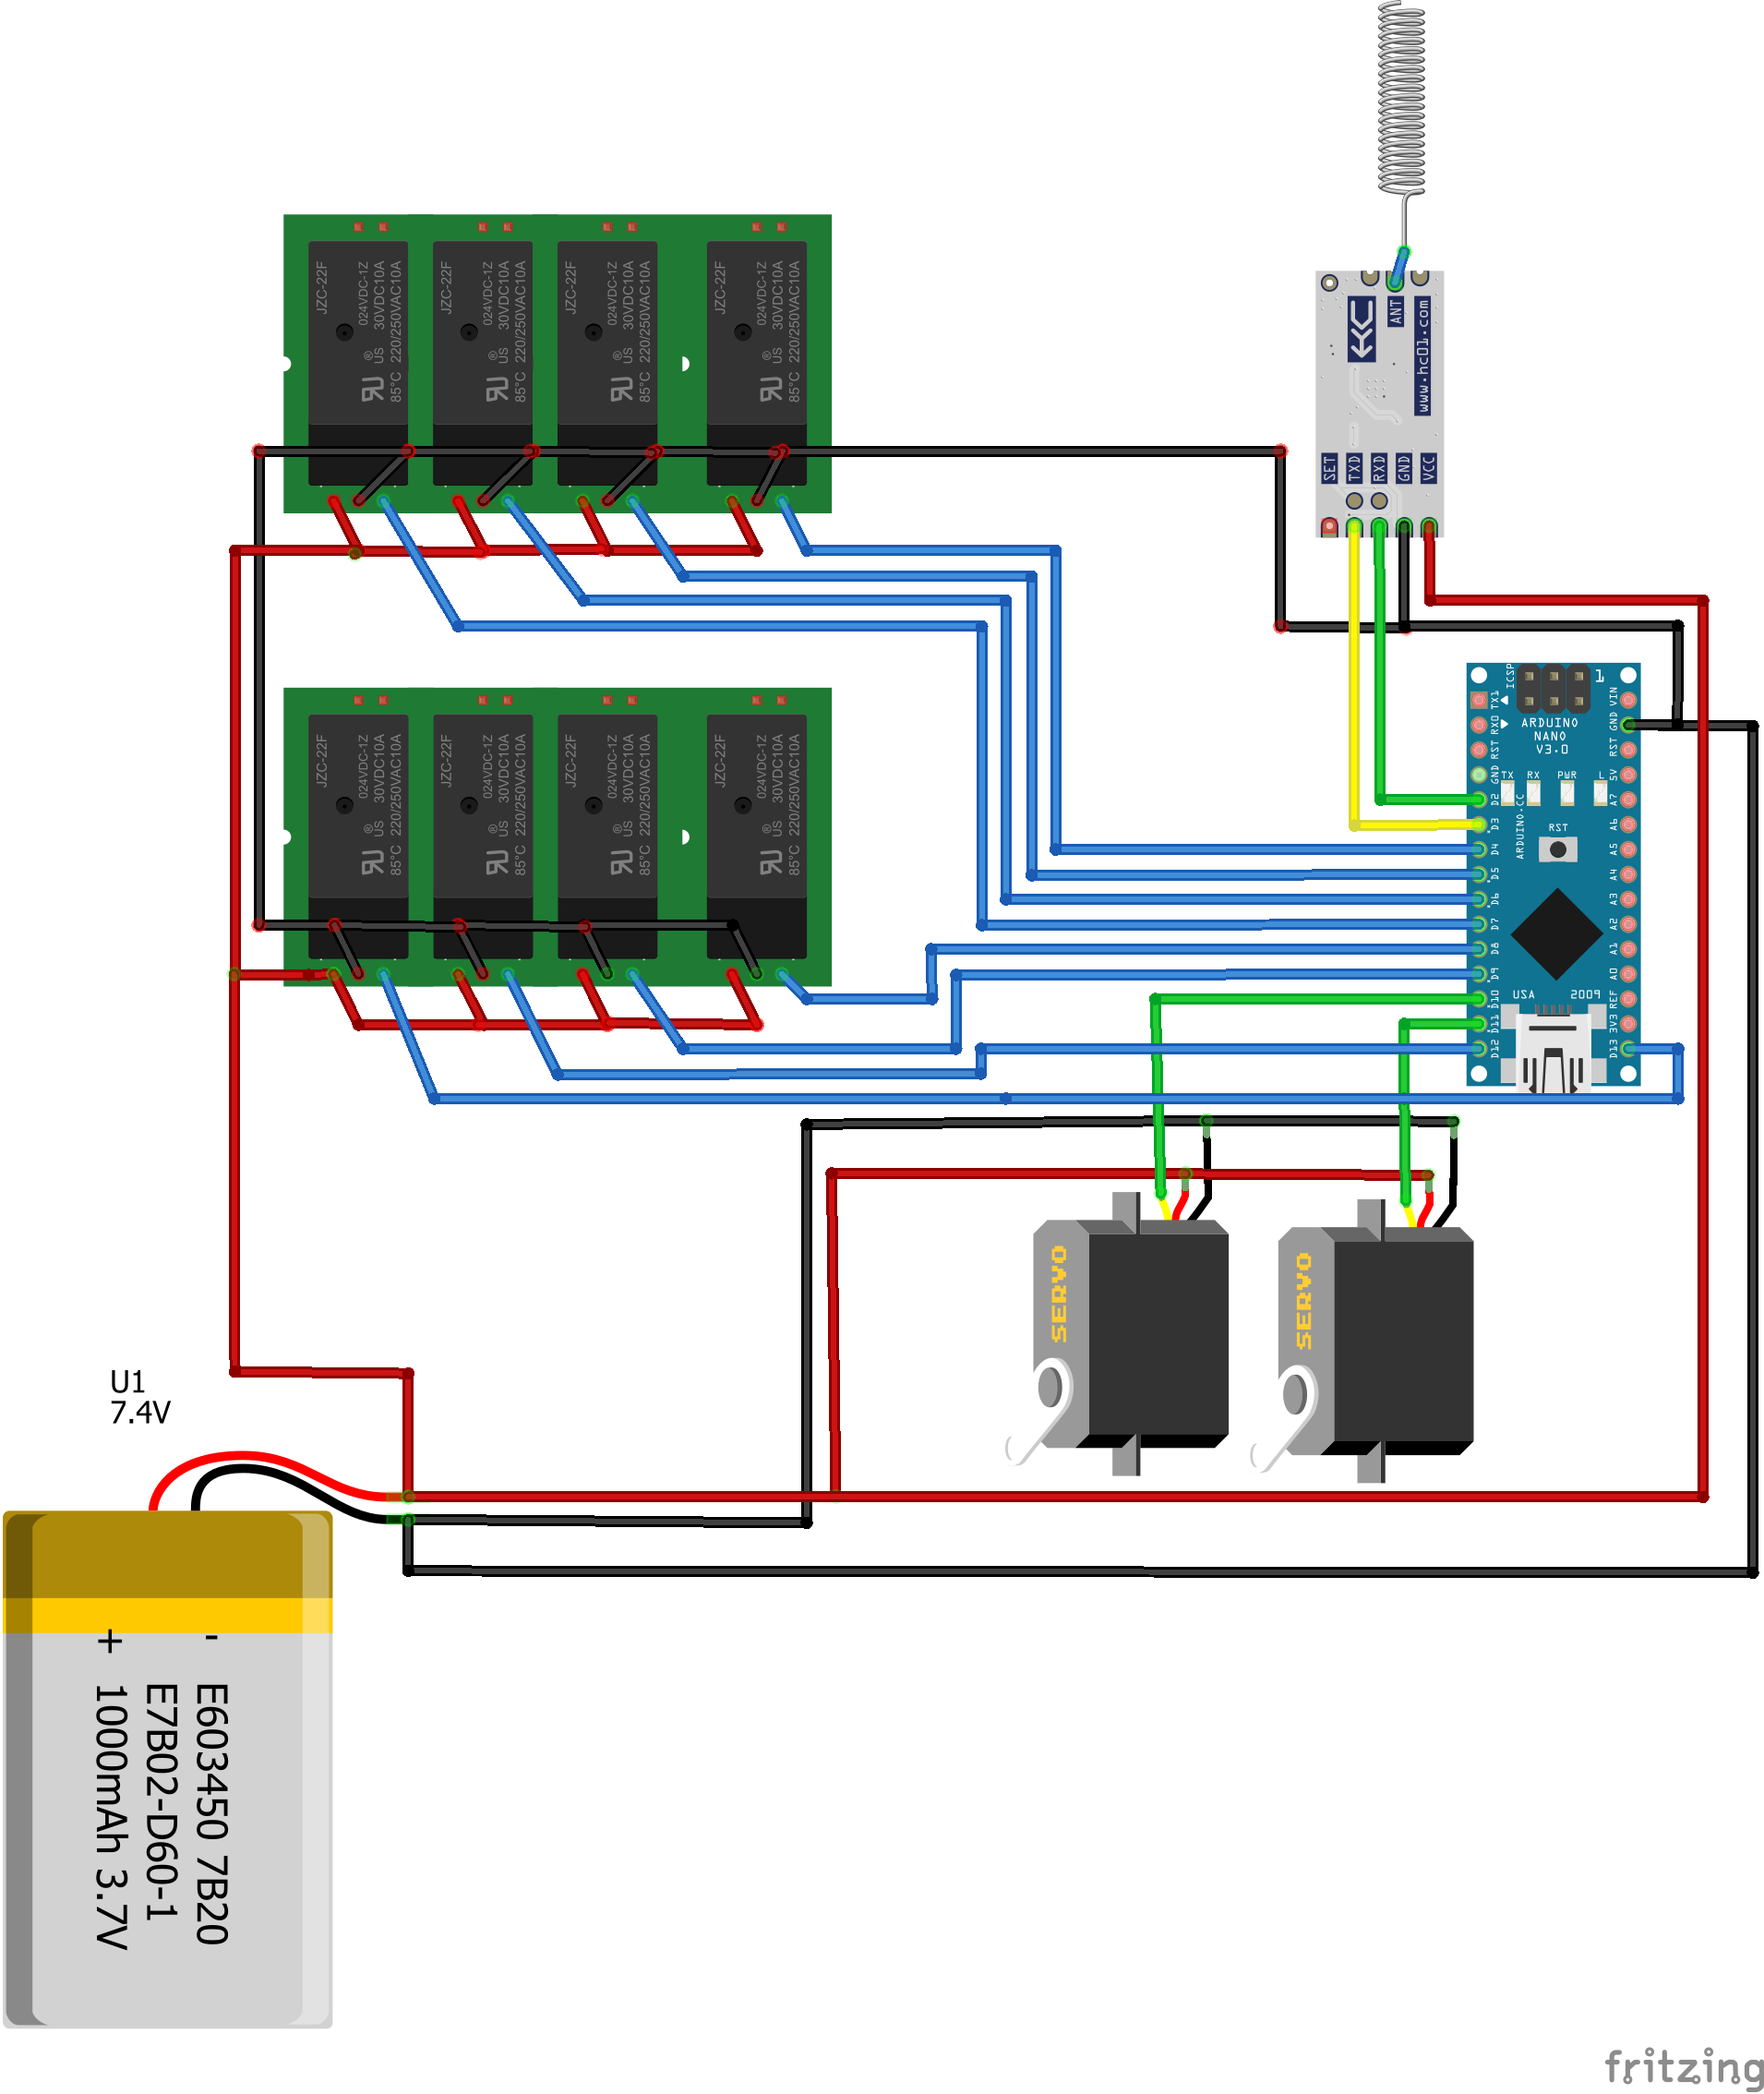 JZC-22F
024VDC-1Z
30VDC10A
220/250VAC10A
® US
85°C
JZC-22F
024VDC-1Z
30VDC10A
220/250VAC10A
® US
85°C
JZC-22F
024VDC-1Z
30VDC10A
220/250VAC10A
® US
85°C
JZC-22F
024VDC-1Z
30VDC10A
220/250VAC10A
® US
85°C
ANT
www.hc01.com
SET
TXD
RXD
GND
VCC
JZC-22F
024VDC-1Z
30VDC10A
220/250VAC10A
® US
85°C
JZC-22F
024VDC-1Z
30VDC10A
220/250VAC10A
® US
85°C
JZC-22F
024VDC-1Z
30VDC10A
220/250VAC10A
® US
85°C
JZC-22F
024VDC-1Z
30VDC10A
220/250VAC10A
® US
85°C
ICSP
1
ARDUINO
NANO
V3.0
TX1
RX0
RST
GND
D2
D3
D4
D5
D6
D7
D8
D9
D10
D11
D12
VIN
GND
RST
5V
A7
A6
A5
A4
A3
A2
A1
A0
REF
3V3
D13
TX
RX
PWR
L
ARDUINO.CC
RST
USA
2009
SERVO
SERVO
U1
7.4V
+ -
E603450 7B20
E7B02-D60-1
1000mAh 3.7V
fritzing